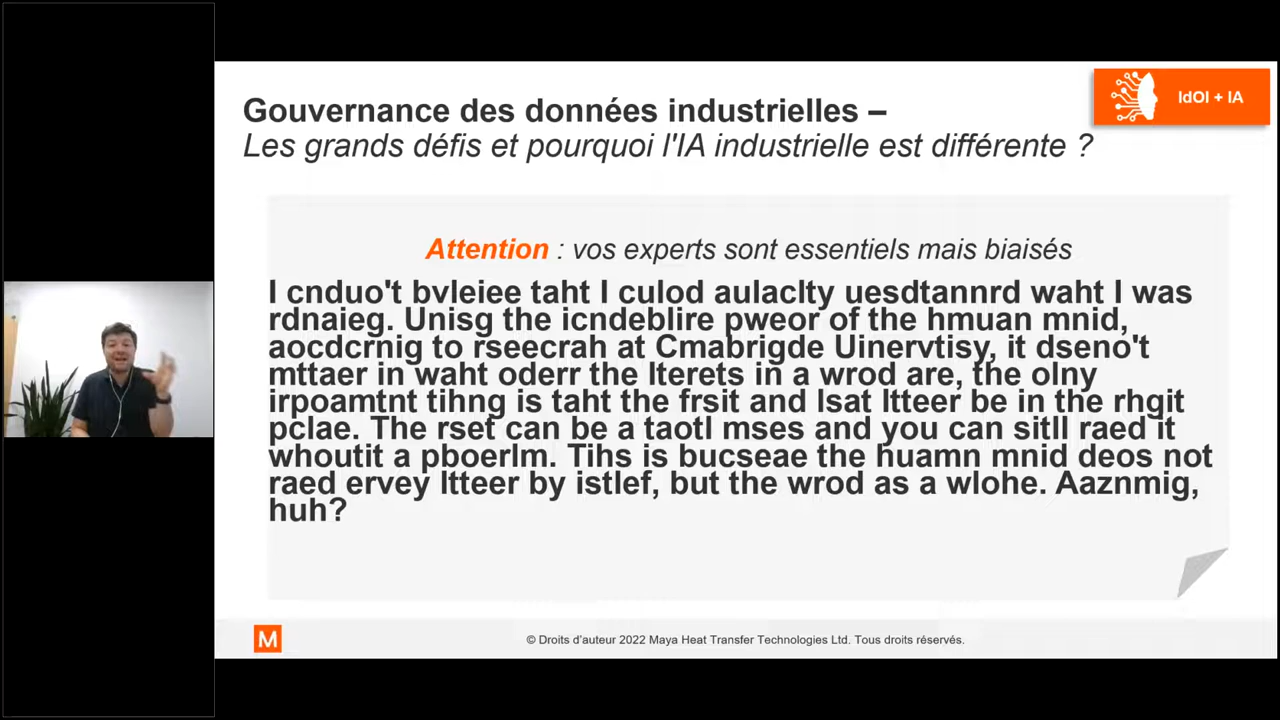 Gouvernance des données industrielles –
Les grands défis et pourquoi l'IA industrielle est différente ?
IdOI + IA
Attention : vos experts sont essentiels mais biaisés
I cnduo't bvleiee taht I culod aulaclty uesdtannrd waht I was
rdnaieg. Unisg the icndeblire pweor of the hmuan mnid,
aocdcrnig to rseecrah at Cmabrigde Uinervtisy, it dseno't
mttaer in waht oderr the lterets in a wrod are, the olny
irpoamtnt tihng is taht the frsit and lsat ltteer be in the rhgit
pclae. The rset can be a taotl mses and you can sitll raed it
whoutit a pboerlm. Tihs is bucseae the huamn mnid deos not
raed ervey ltteer by istlef, but the wrod as a wlohe. Aaznmig,
huh?
M
© Droits d'auteur 2022 Maya Heat Transfer Technologies Ltd. Tous droits réservés.